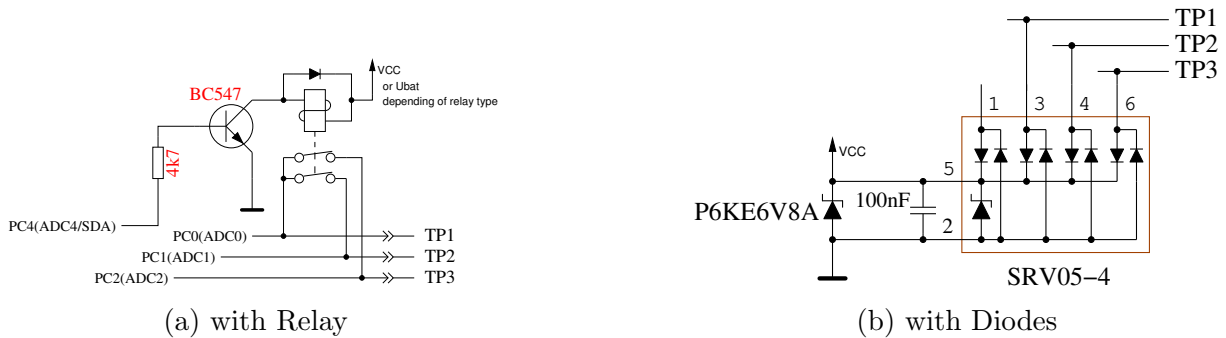 BC547
VCC
or Ubat
depending of relay type
4k7
PC4(ADC4/SDA)
PC0(ADC0)
TP1
PC1(ADC1)
TP2
PC2(ADC2)
TP3
(a) with Relay
TP1
TP2
TP3
1
3
4
6
VCC
5
P6KE6V8A
100nF
2
SRV05−4
(b) with Diodes